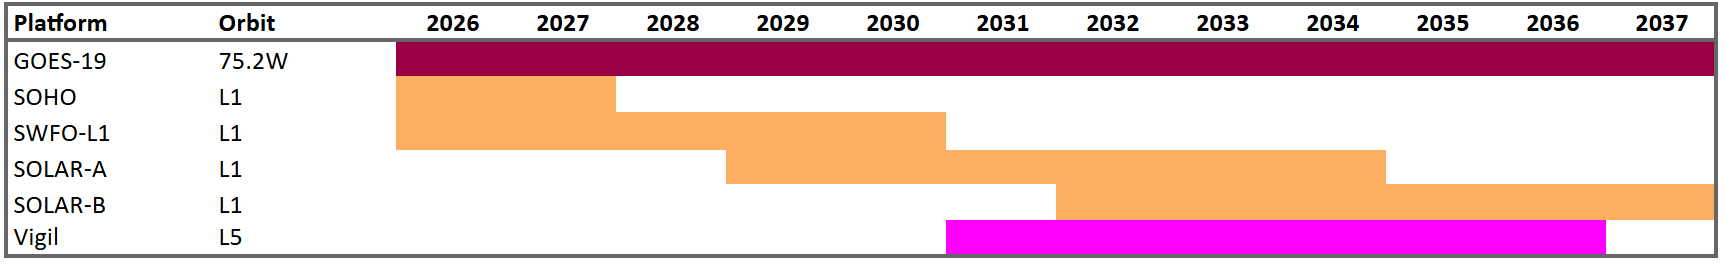 Platform Orbit 2026 2027 2028 2029 2030 2031 2032 2033 2034 2035 2036 2037
GOES-19 75.2W
SOHO L1
SWFO-L1 L1
SOLAR-A L1
SOLAR-B L1
Vigil L5